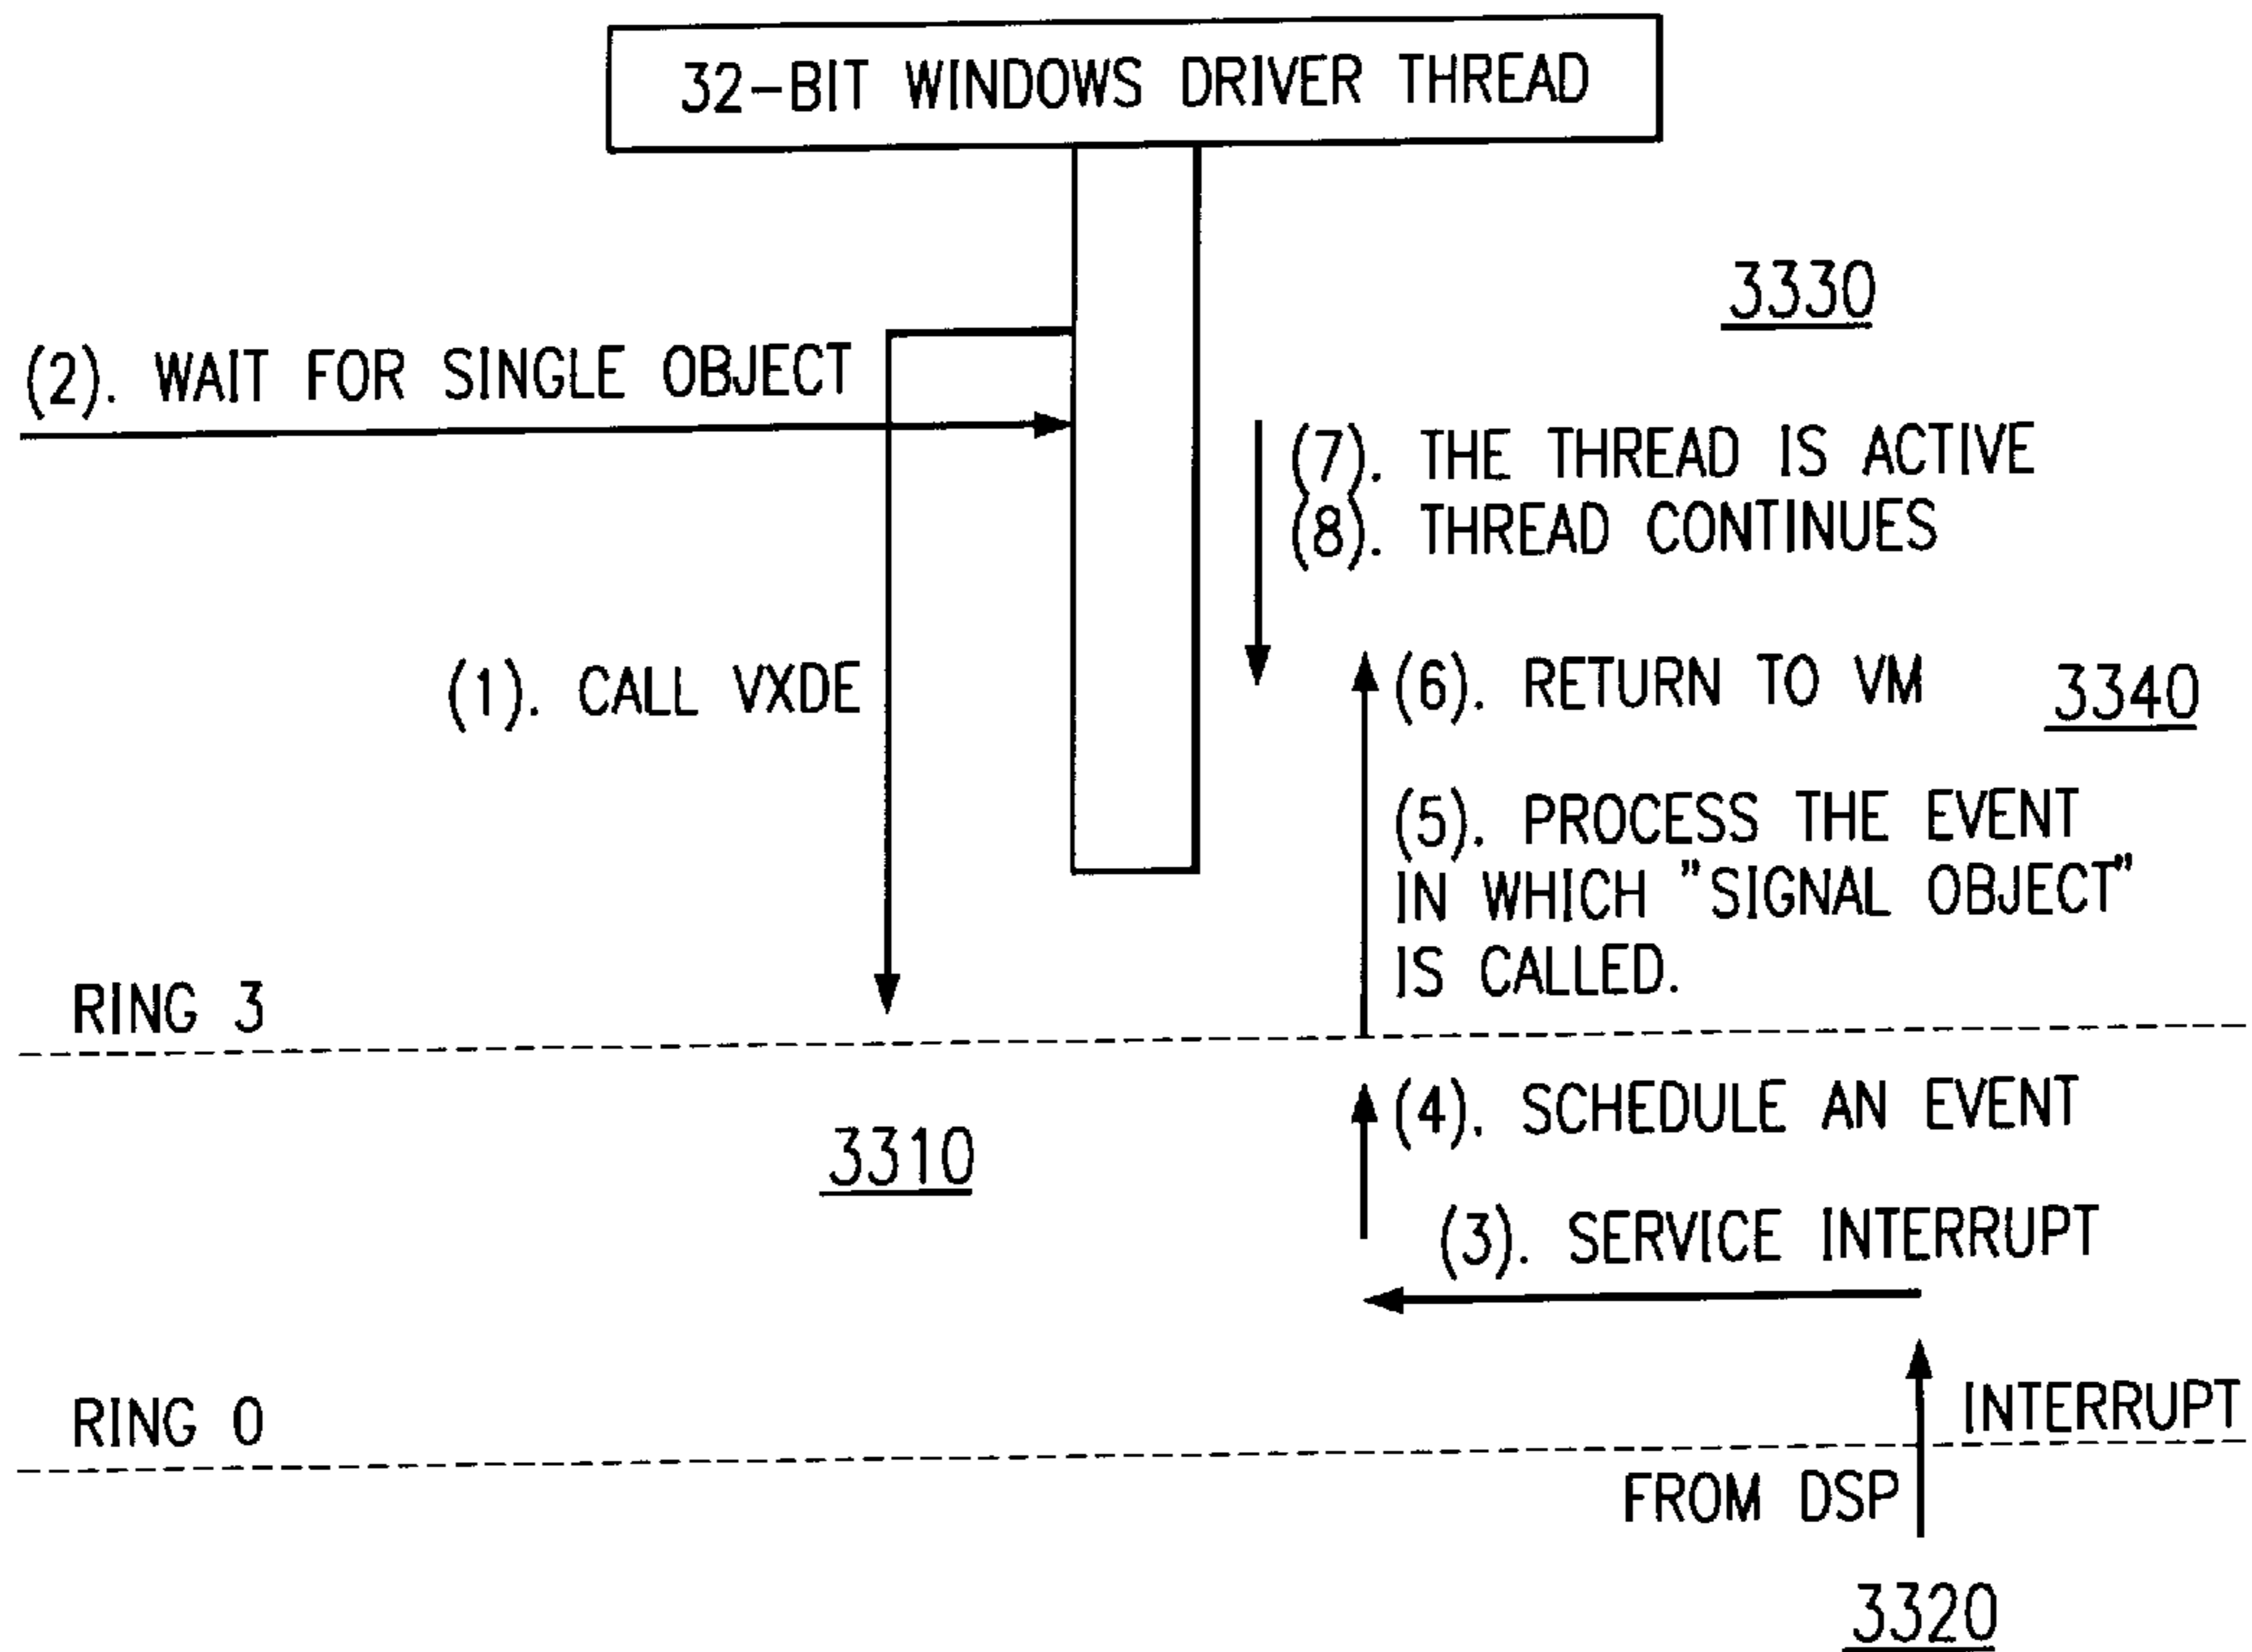 32-BIT WINDOWS DRIVER THREAD
3330
(2). WAIT FOR SINGLE OBJECT
(7). THE THREAD IS ACTIVE
(8). THREAD CONTINUES
(1). CALL VXDE
(6). RETURN TO VM
3340
(5). PROCESS THE EVENT
IN WHICH "SIGNAL OBJECT"
IS CALLED.
RING 3
(4). SCHEDULE AN EVENT
3310
(3). SERVICE INTERRUPT
RING 0
INTERRUPT
FROM DSP
3320